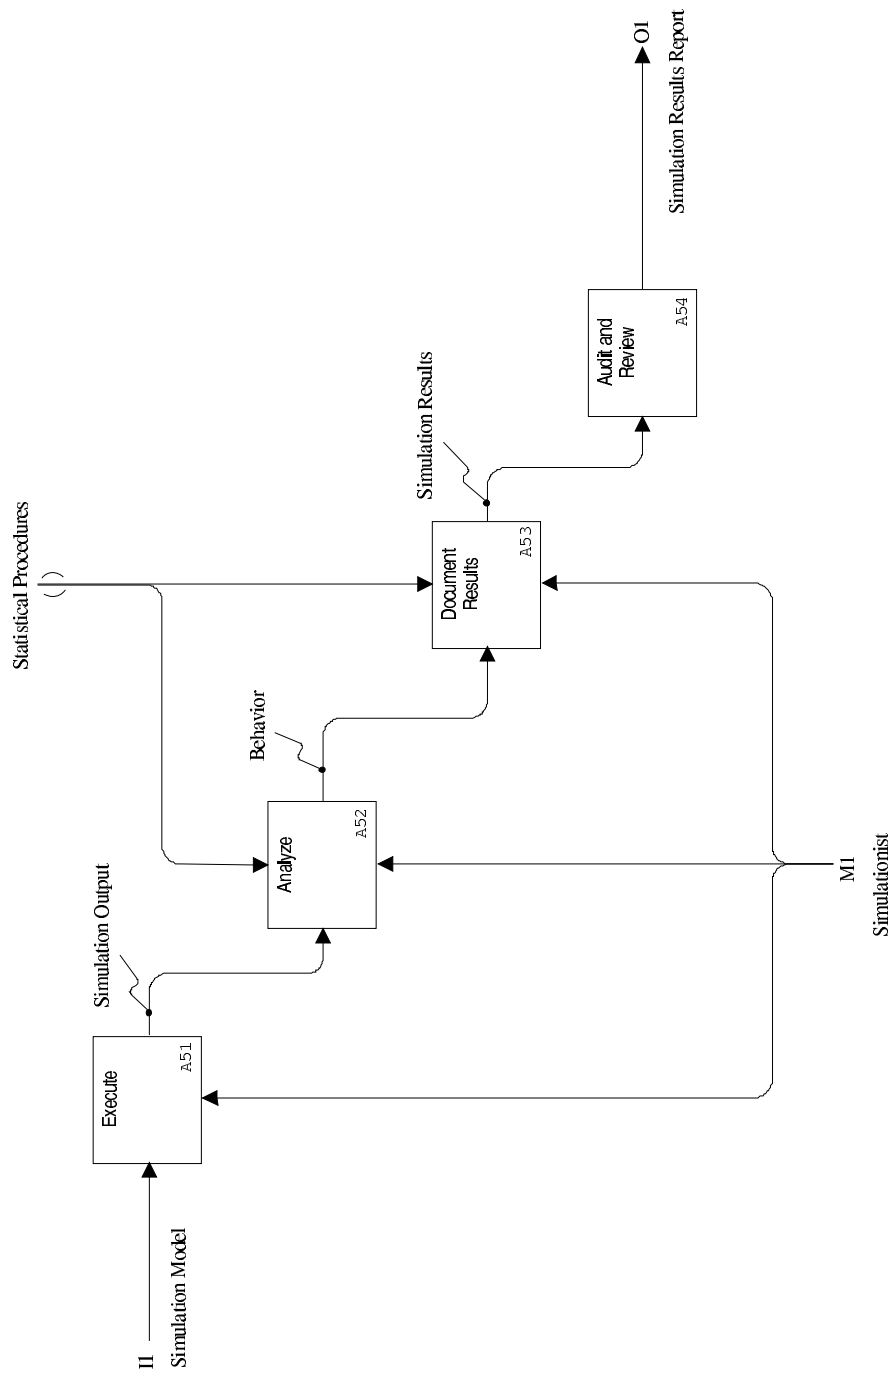 Statistical Procedures
I1
Simulation Model
Execute
A51
Simulation Output
Analyze
A52
Behavior
Document
Results
A53
Simulation Results
Audit and
Review
A54
O1
Simulation Results Report
M1
Simulationist